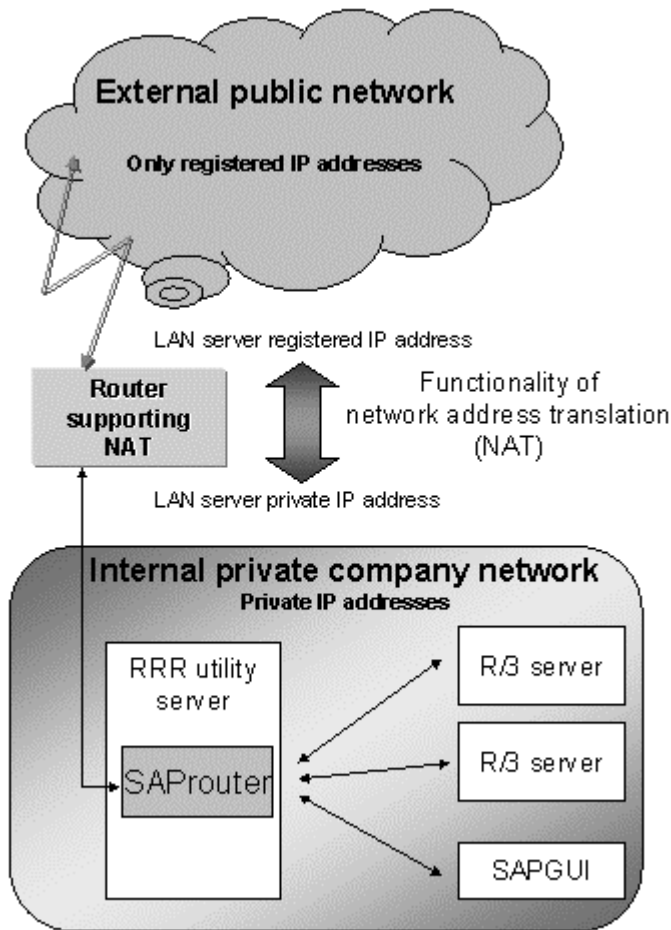 External public network
Only registered IP addresses
LAN server registered IP address
Router
supporting
NAT
Functionality of
network address translation
(NAT)
LAN server private IP address
Internal private company network
Private IP addresses
RRR utility
server
SAProuter
R/3 server
R/3 server
SAPGUI